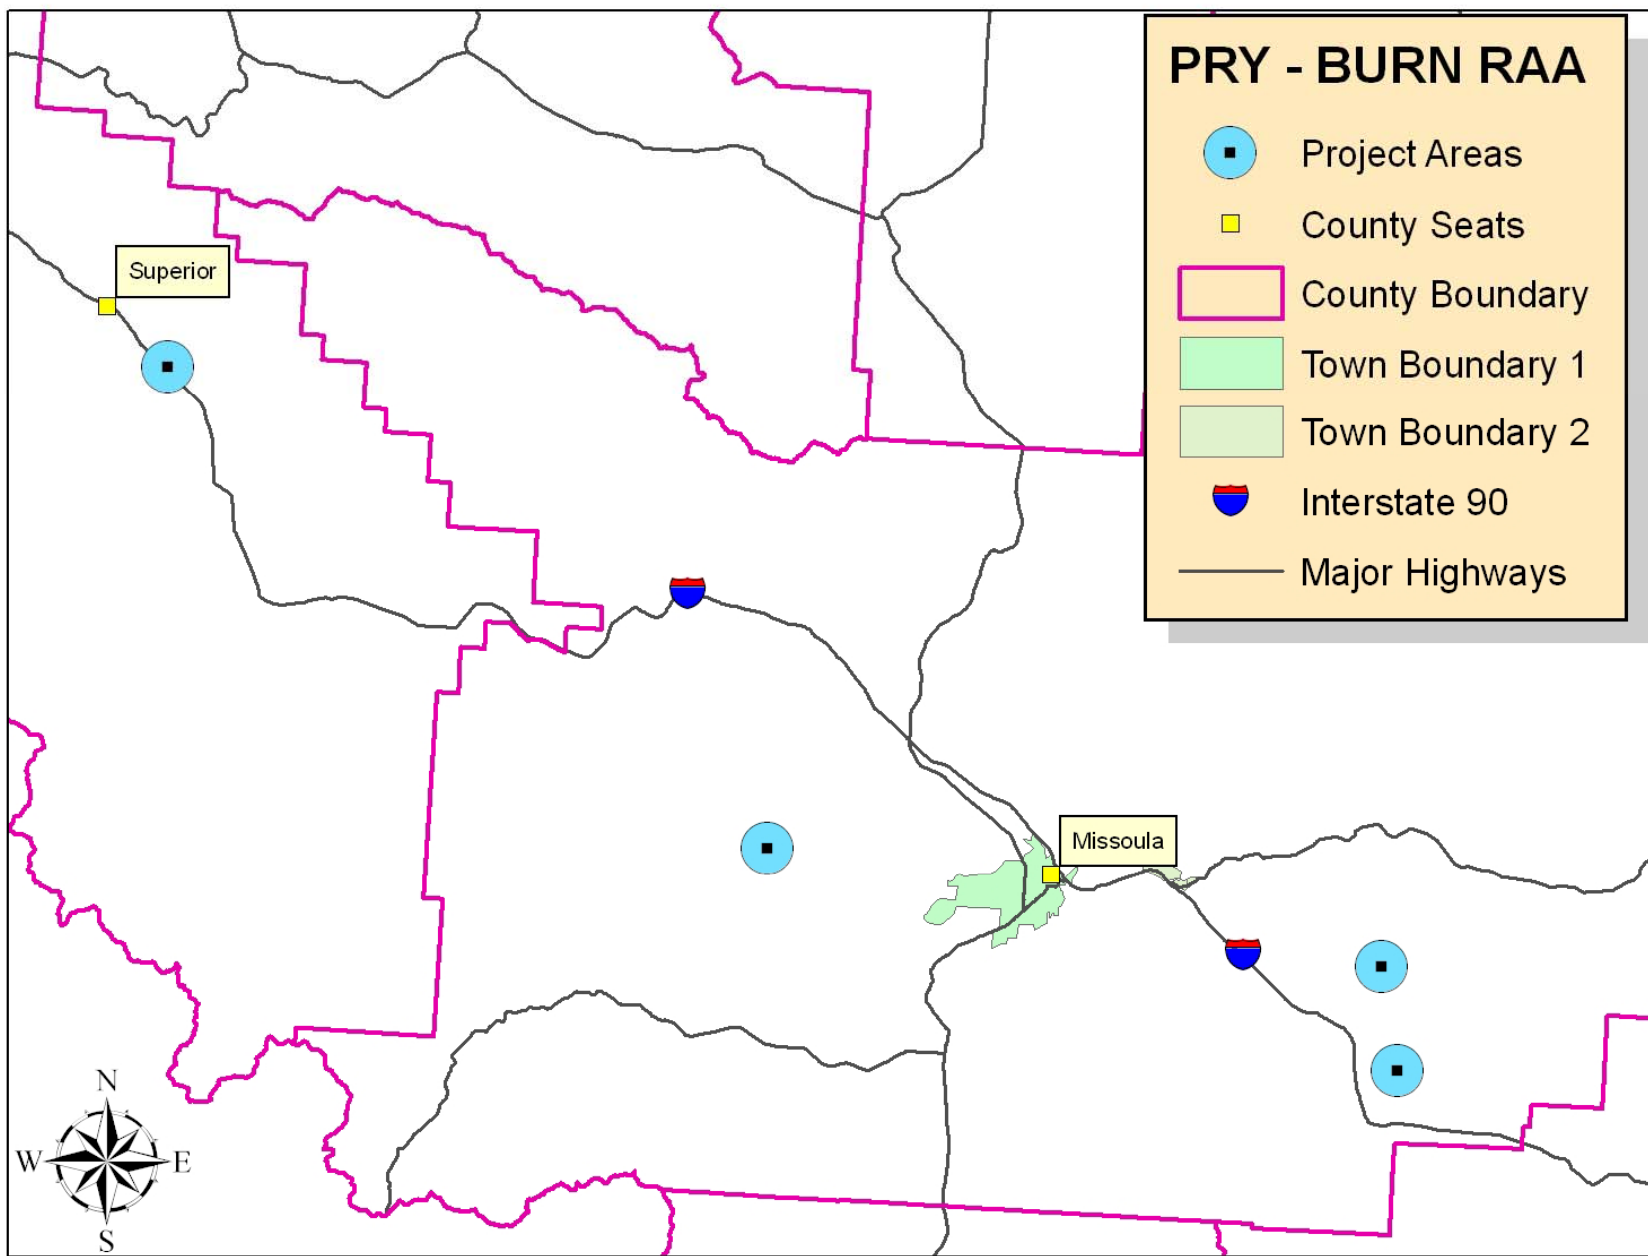 PRY - BURN RAA
Project Areas
County Seats
County Boundary
Town Boundary 1
Town Boundary 2
Interstate 90
Major Highways
Superior
Missoula
N
W E
S